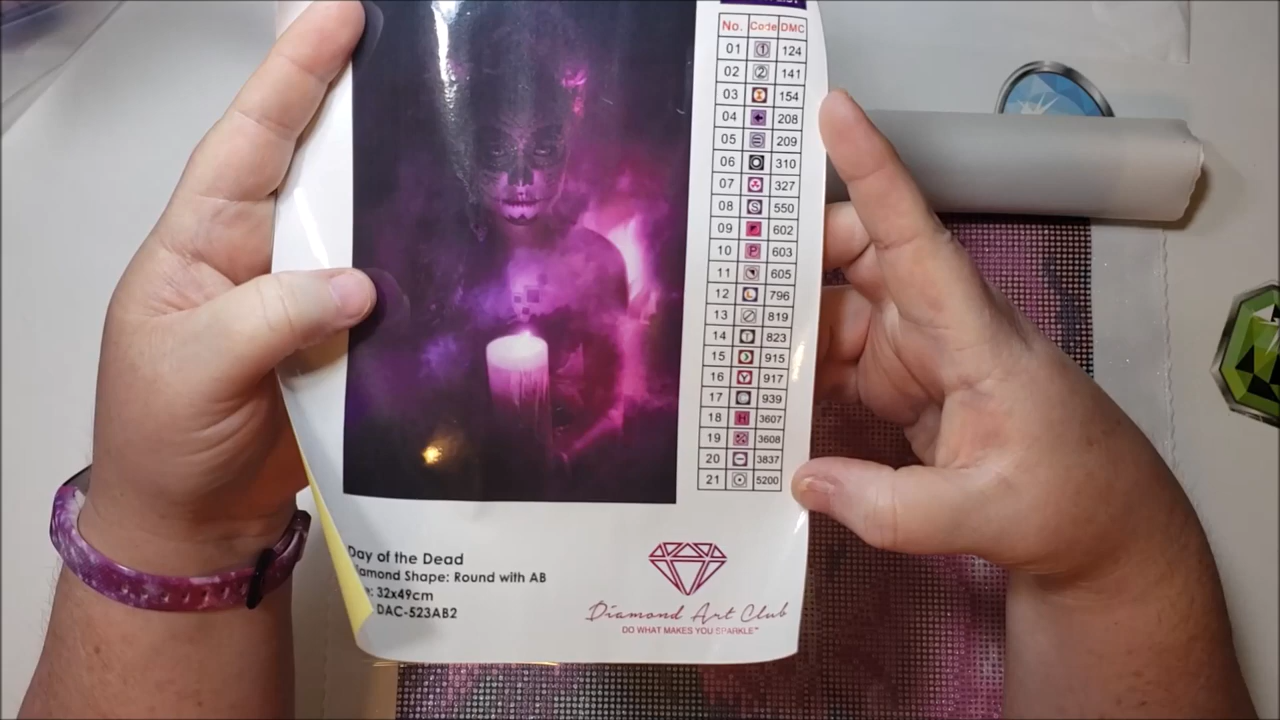 No. Code DMC
01 1 124
02 2 141
03 154
04 208
05 209
06 310
07 327
08 S 550
09 602
10 P 603
11 605
12 L 796
13 819
14 T 823
15 915
16 Y 917
17 C 939
18 H 3607
19 3608
20 3837
21 5200
Day of the Dead
amond Shape: Round with AB
: 32x49cm
DAC-523AB2
Diamond Art Club
DO WHAT MAKES YOU SPARKLE™